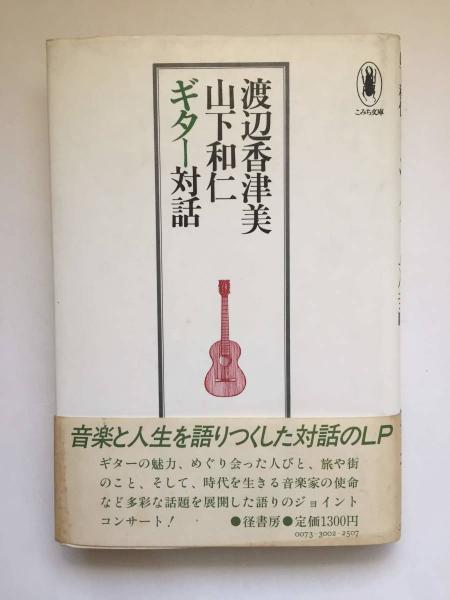 渡辺香津美
山下和仁
ギター対話
こみち文庫
音楽と人生を語りつくした対話のLP
ギターの魅力、めぐり会った人びと、旅や街
のこと、そして、時代を生きる音楽家の使命
など多彩な話題を展開した語りのジョイント
コンサート! ●径書房●定価1300円
0073-3002-2507